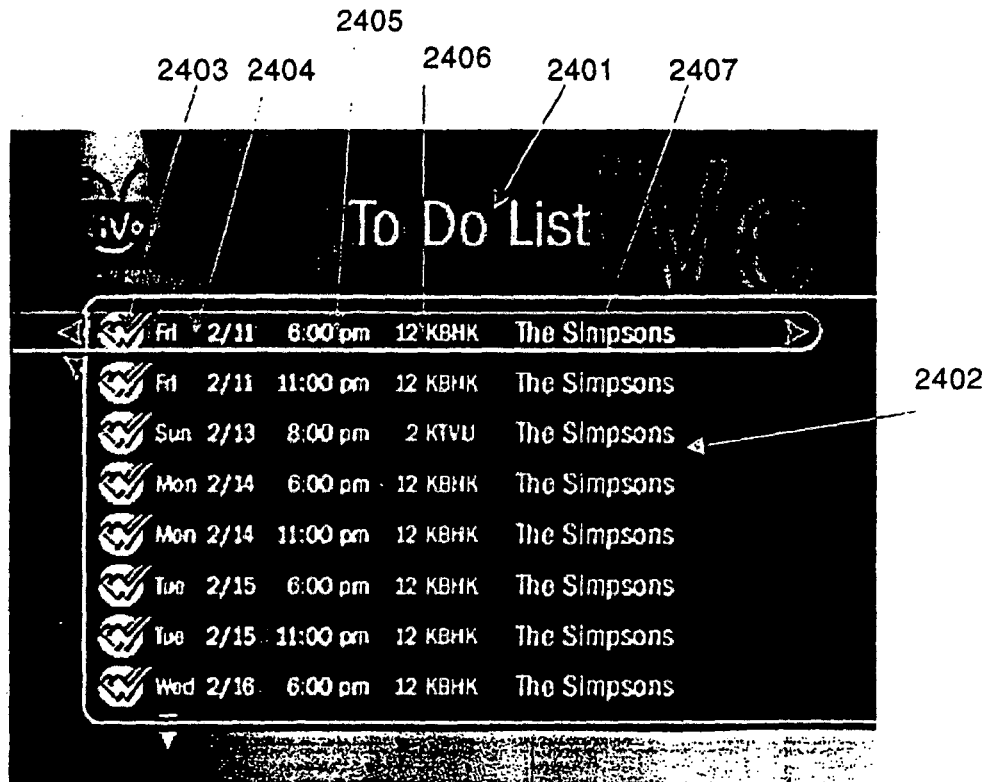 2405
2403 2404 2406 2401 2407
To Do List
Fri 2/11 6:00 pm 12 KBHK The Simpsons
Fri 2/11 11:00 pm 12 KBHK The Simpsons
2402
Sun 2/13 8:00 pm 2 KTVU The Simpsons
Mon 2/14 6:00 pm 12 KBHK The Simpsons
Mon 2/14 11:00 pm 12 KBHK The Simpsons
Tue 2/15 6:00 pm 12 KBHK The Simpsons
Tue 2/15 11:00 pm 12 KBHK The Simpsons
Wed 2/16 6:00 pm 12 KBHK The Simpsons